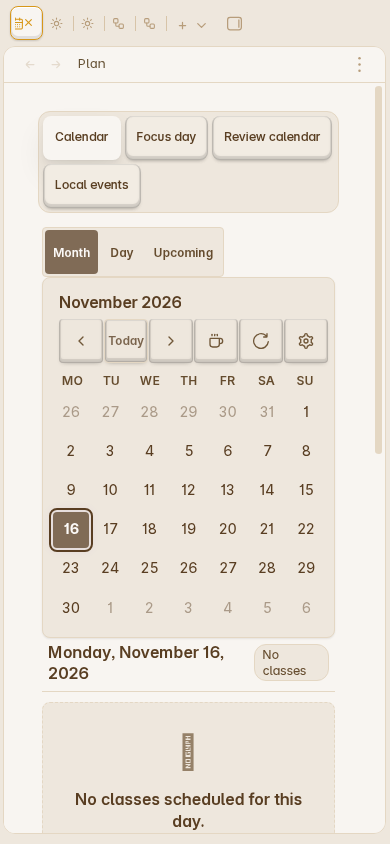 Plan
Calendar
Focus day
Review calendar
Local events
Month
Day
Upcoming
November 2026
Today
MO TU WE TH FR SA SU
26 27 28 29 30 31 1
2 3 4 5 6 7 8
9 10 11 12 13 14 15
16 17 18 19 20 21 22
23 24 25 26 27 28 29
30 1 2 3 4 5 6
Monday, November 16,
2026
No
classes
NO GLYPH
No classes scheduled for this
day.